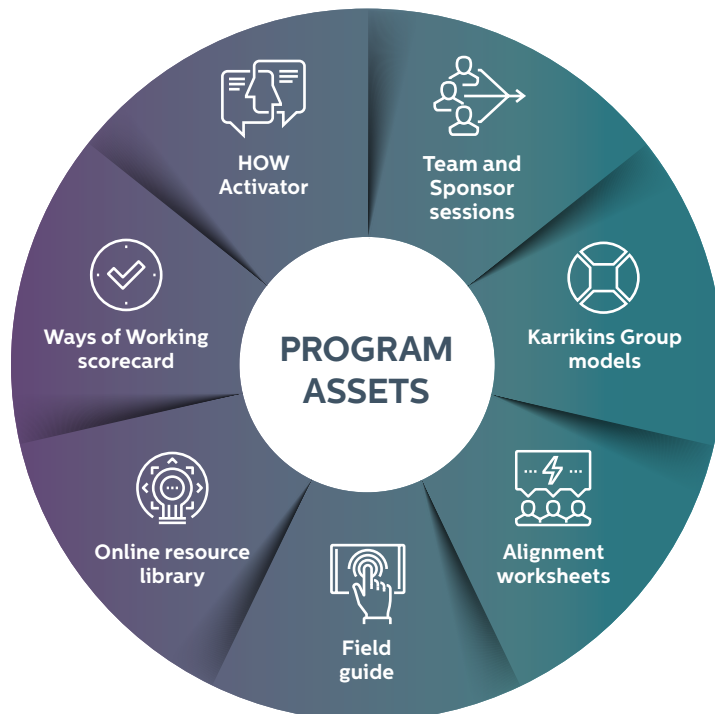 HOW
Activator
Team and
Sponsor
sessions
Ways of Working
scorecard
PROGRAM
ASSETS
Karrikins Group
models
Online resource
library
Alignment
worksheets
Field
guide